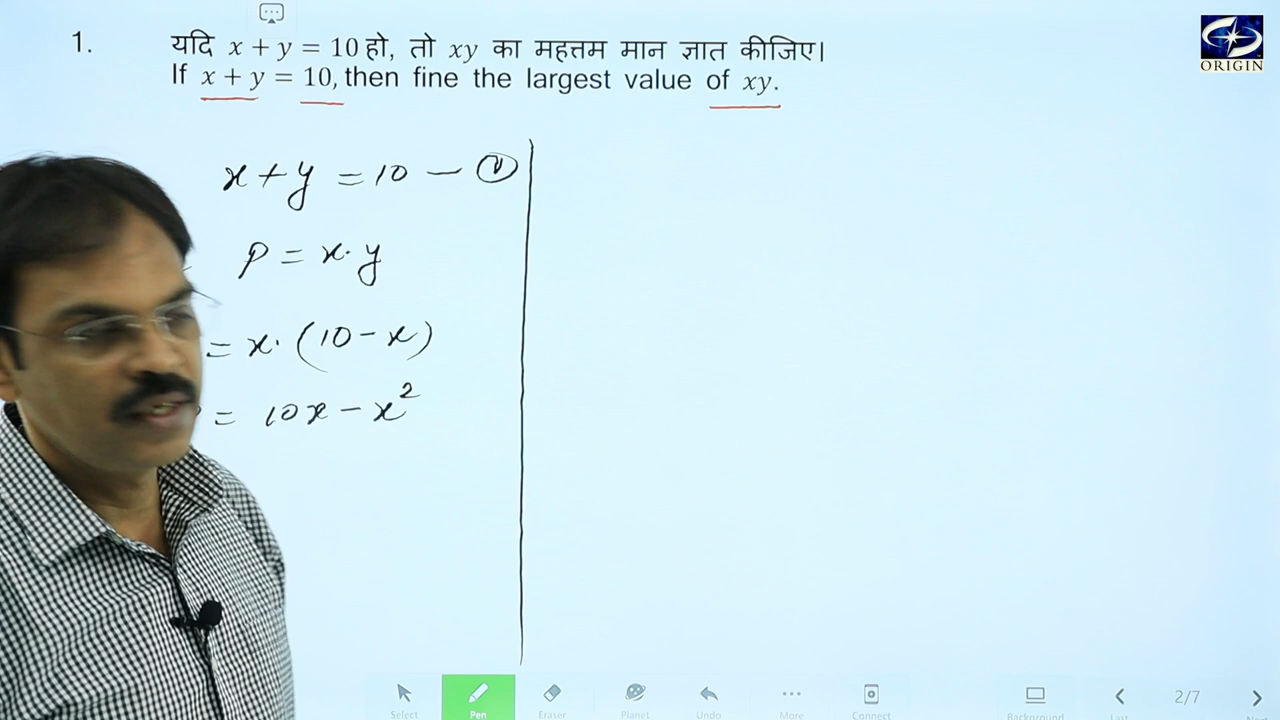 1. यदि x + y = 10 हो, तो xy का महत्तम मान ज्ञात कीजिए।
If x + y = 10, then fine the largest value of xy.
ORIGIN
x + y = 10 —
P = x · y
= x · (10 - x)
= 10x - x²
Select Pen Eraser Planet Undo More Connect Background 2/7